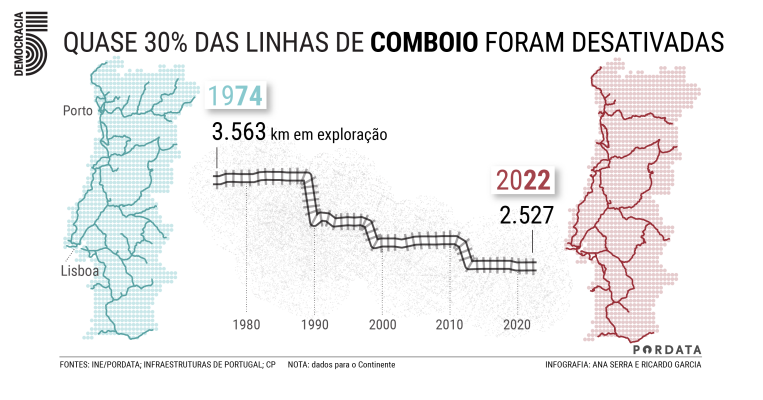 DEMOCRACIA
5
QUASE 30% DAS LINHAS DE COMBOIO FORAM DESATIVADAS
Porto
Lisboa
1974
3.563 km em exploração
2022
2.527
1980 1990 2000 2010 2020
PORDATA
FONTES: INE/PORDATA; INFRAESTRUTURAS DE PORTUGAL; CP NOTA: dados para o Continente INFOGRAFIA: ANA SERRA E RICARDO GARCIA